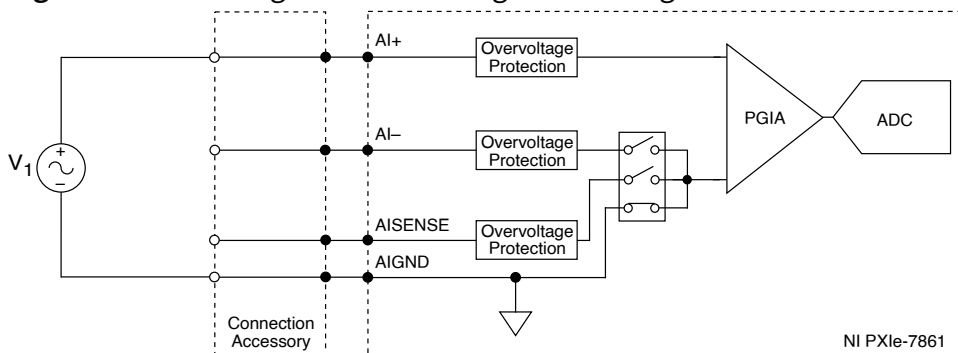 AI+
Overvoltage
Protection
PGIA
ADC
AI–
Overvoltage
Protection
V1
+
–
AISENSE
Overvoltage
Protection
AIGND
Connection
Accessory
NI PXIe-7861